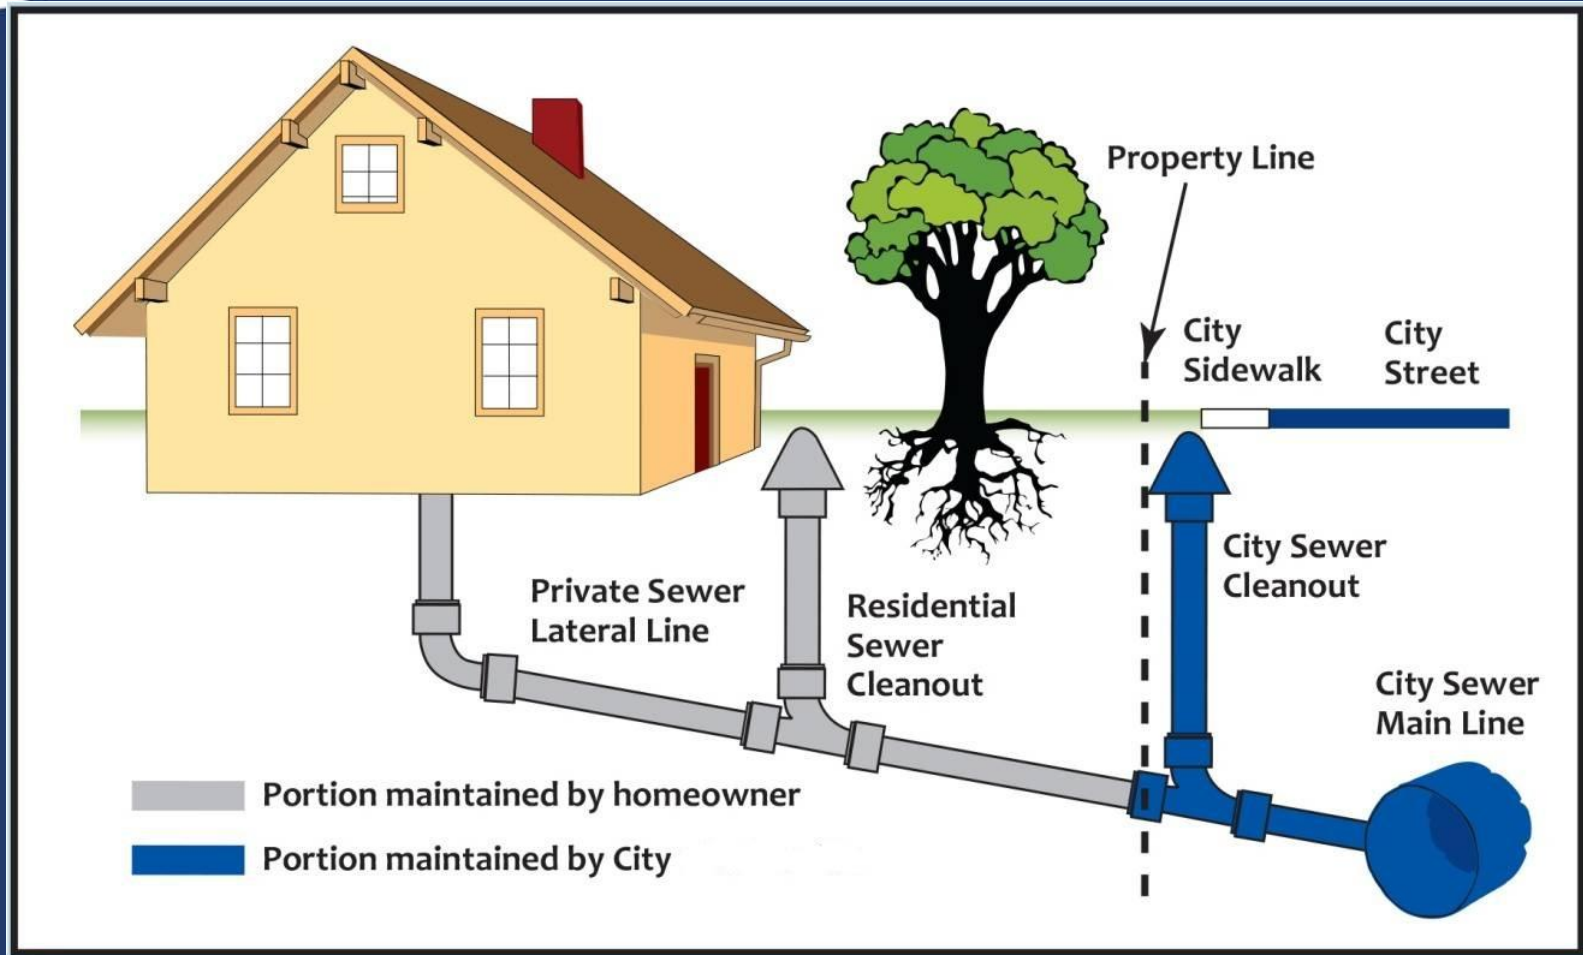 Property Line
City
Sidewalk
City
Street
City Sewer
Cleanout
Private Sewer
Lateral Line
Residential
Sewer
Cleanout
City Sewer
Main Line
Portion maintained by homeowner
Portion maintained by City